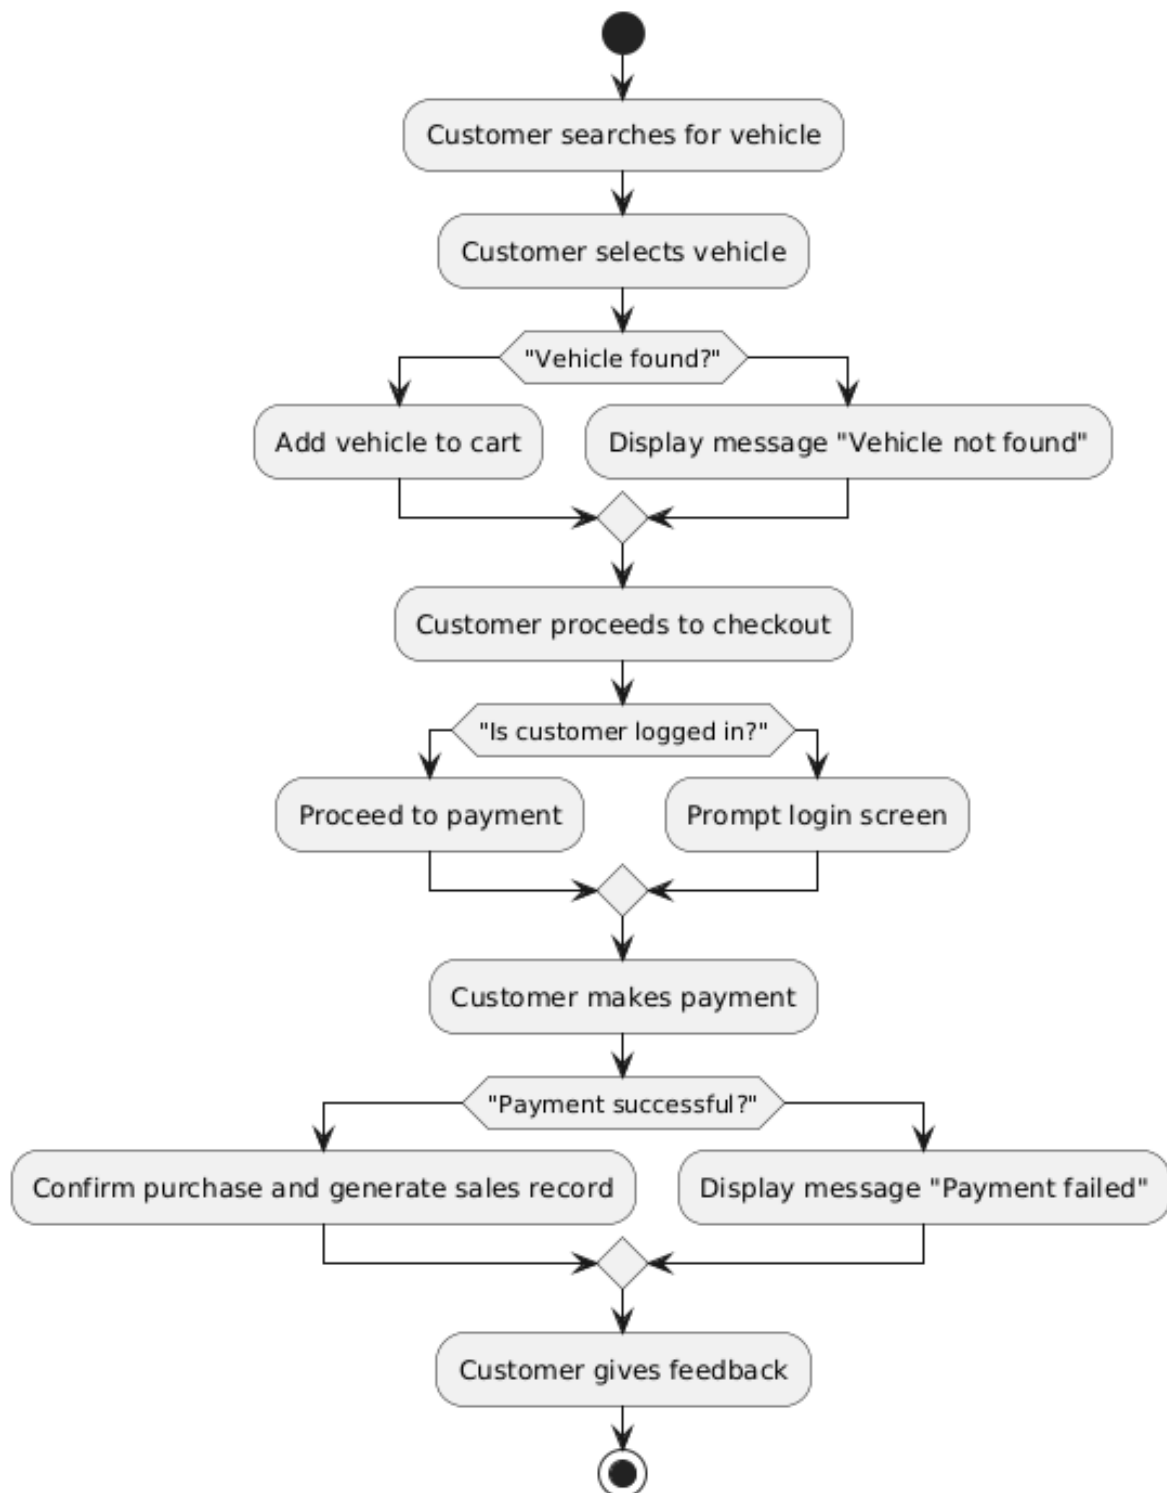 Customer searches for vehicle
Customer selects vehicle
"Vehicle found?"
Add vehicle to cart
Display message "Vehicle not found"
Customer proceeds to checkout
"Is customer logged in?"
Proceed to payment
Prompt login screen
Customer makes payment
"Payment successful?"
Confirm purchase and generate sales record
Display message "Payment failed"
Customer gives feedback